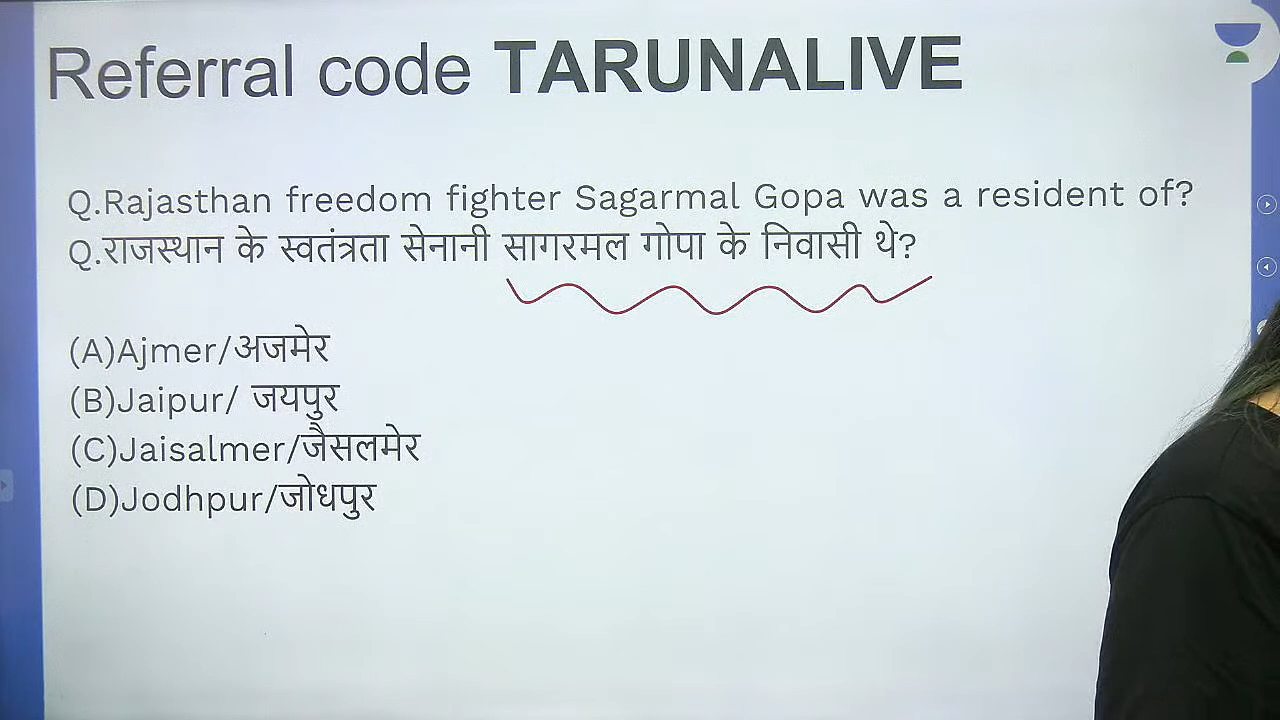 Referral code TARUNALIVE
Q.Rajasthan freedom fighter Sagarmal Gopa was a resident of?
Q.राजस्थान के स्वतंत्रता सेनानी सागरमल गोपा के निवासी थे?
(A)Ajmer/अजमेर
(B)Jaipur/ जयपुर
(C)Jaisalmer/जैसलमेर
(D)Jodhpur/जोधपुर